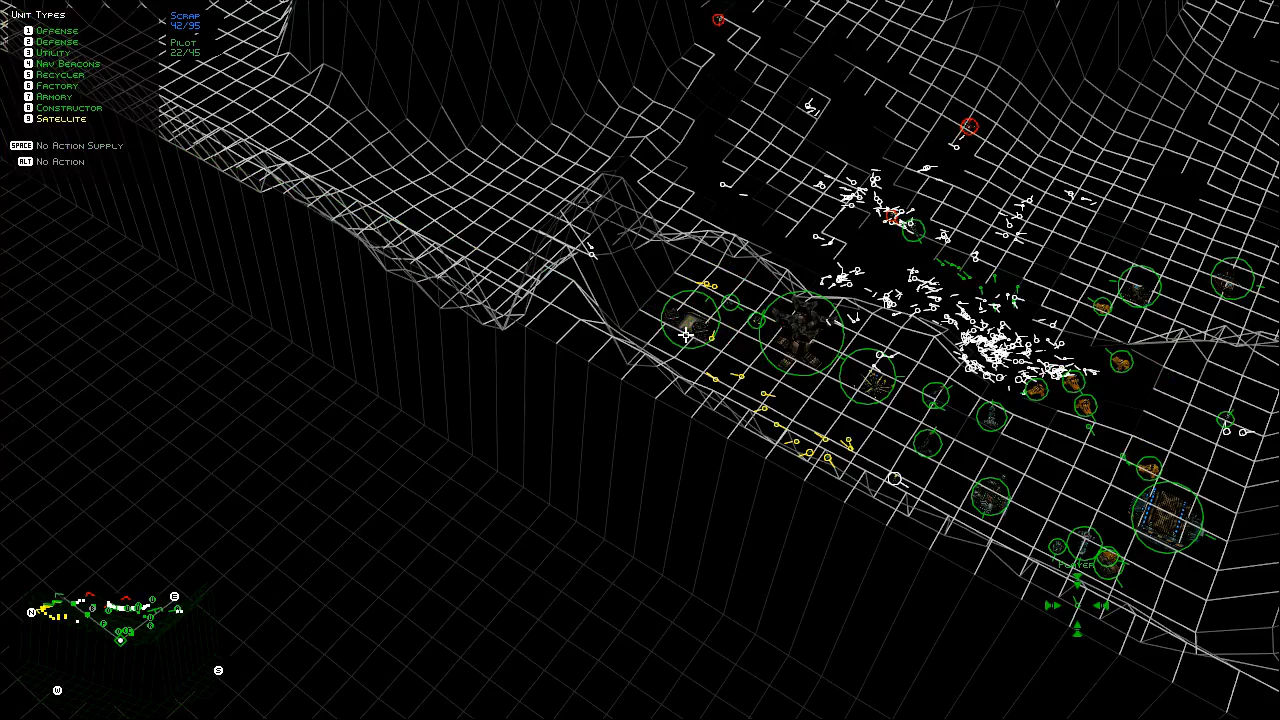 Unit Types
1 Offense
2 Defense
3 Utility
4 Nav Beacons
5 Recycler
6 Factory
7 Armory
8 Constructor
9 Satellite
SPACE No Action Supply
ALT No Action
Scrap
42/95
Pilot
22/45
Player
N
E
S
W